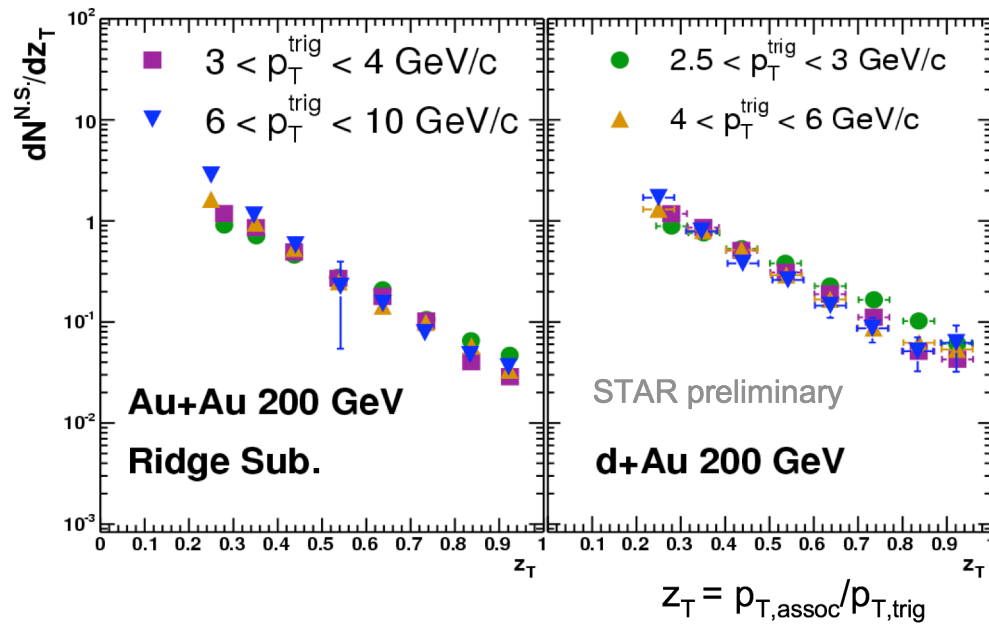 dN^{N.S.}/dz_T
10^2
10
1
10^{-1}
10^{-2}
10^{-3}
3 < p_T^{trig} < 4 GeV/c
6 < p_T^{trig} < 10 GeV/c
Au+Au 200 GeV
Ridge Sub.
0 0.1 0.2 0.3 0.4 0.5 0.6 0.7 0.8 0.9 1
z_T
2.5 < p_T^{trig} < 3 GeV/c
4 < p_T^{trig} < 6 GeV/c
STAR preliminary
d+Au 200 GeV
0.1 0.2 0.3 0.4 0.5 0.6 0.7 0.8 0.9 1
z_T
z_T = p_{T,assoc}/p_{T,trig}